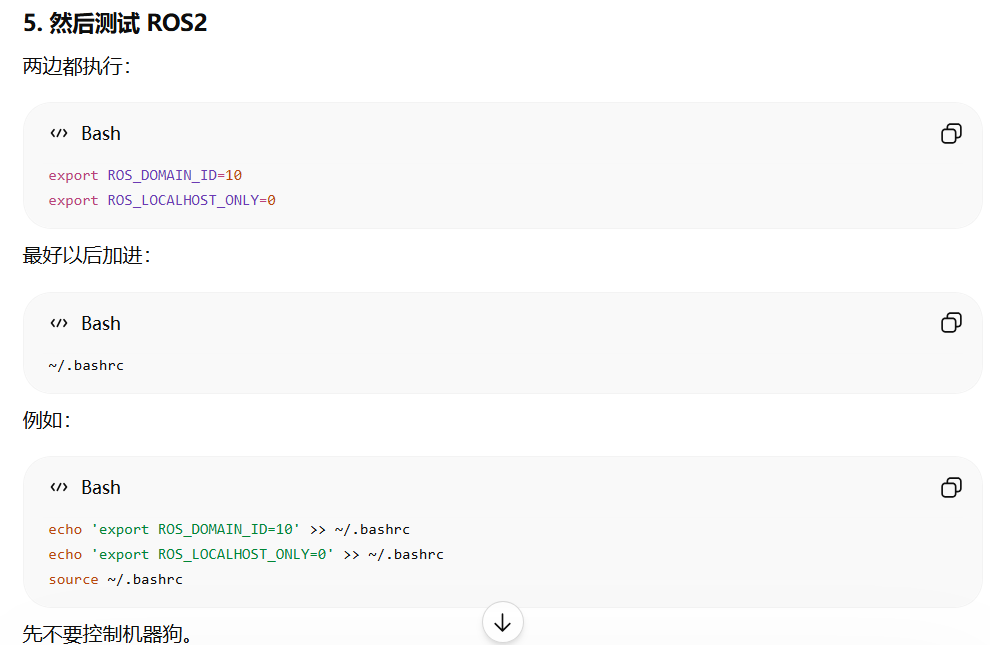 5. 然后测试 ROS2
两边都执行：
Bash
export ROS_DOMAIN_ID=10
export ROS_LOCALHOST_ONLY=0
最好以后加进：
Bash
~/.bashrc
例如：
Bash
echo 'export ROS_DOMAIN_ID=10' >> ~/.bashrc
echo 'export ROS_LOCALHOST_ONLY=0' >> ~/.bashrc
source ~/.bashrc
先不要控制机器狗。